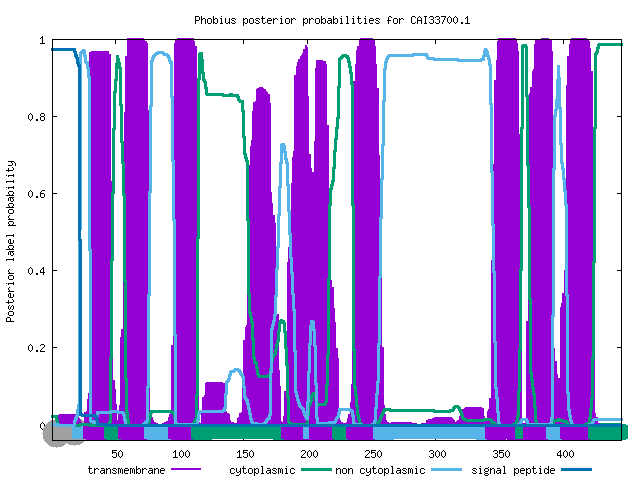 Phobius posterior probabilities for CAI33700.1
Posterior label probability
1
0.8
0.6
0.4
0.2
0
50 100 150 200 250 300 350 400
transmembrane cytoplasmic non cytoplasmic signal peptide